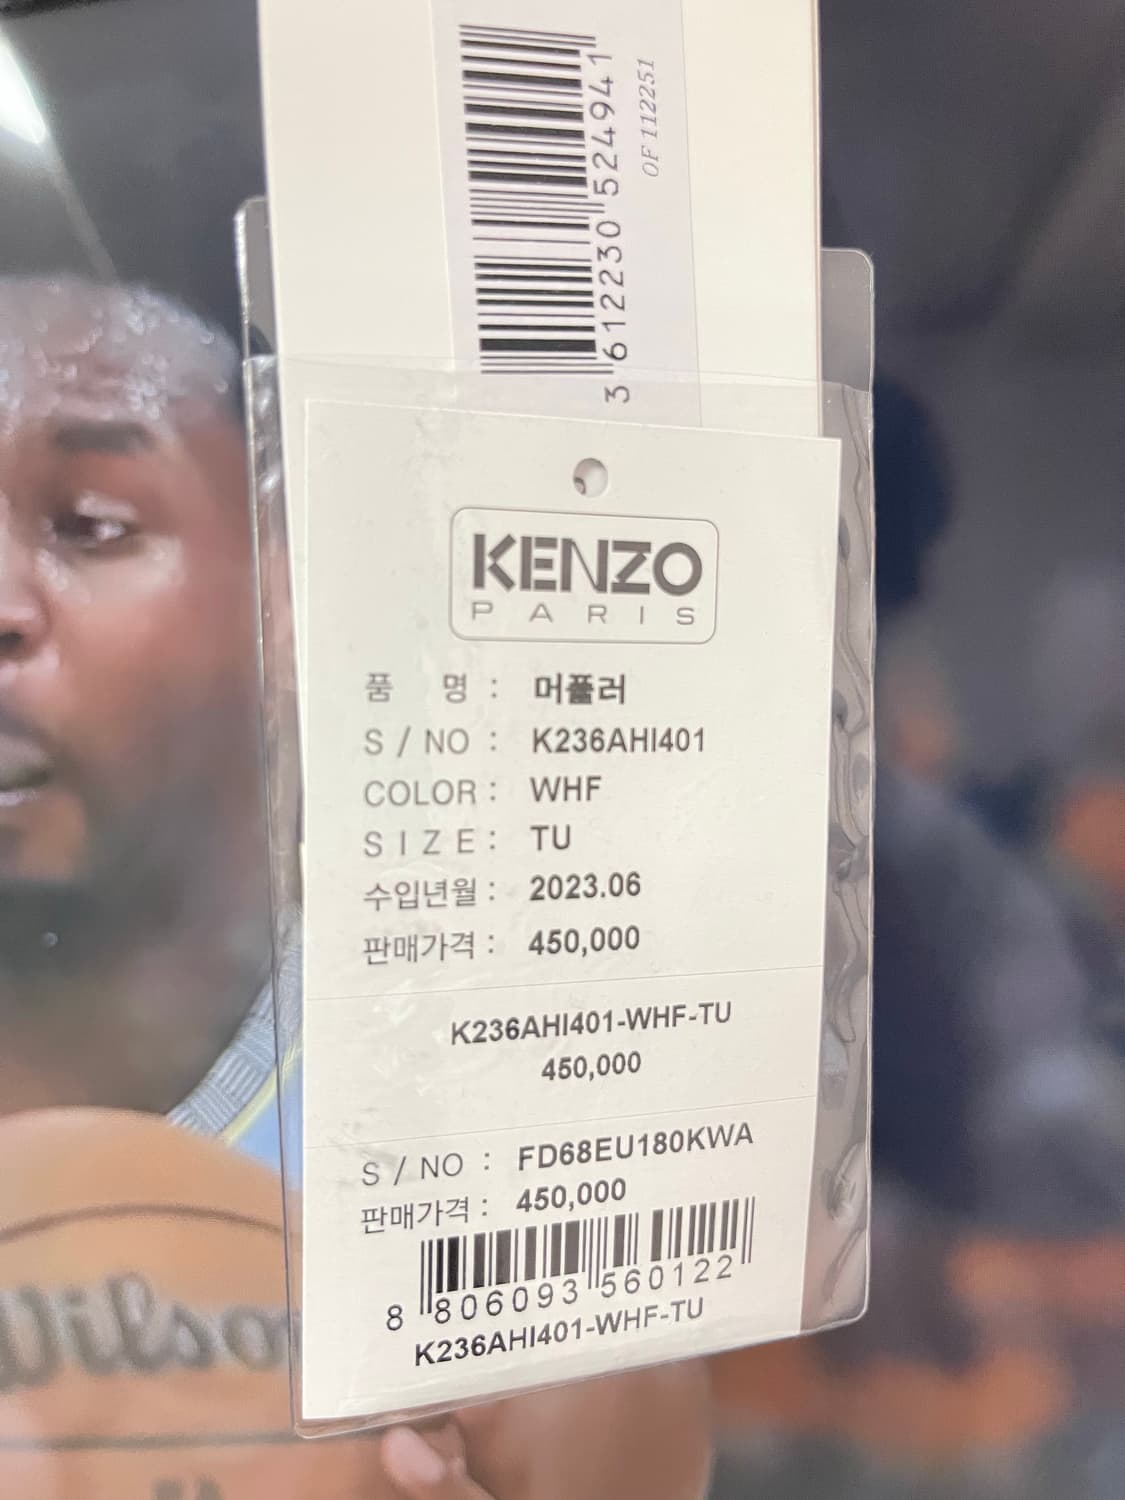 3 612230 524941
OF 112251
KENZO
PARIS
품 명 : 머플러
S / NO : K236AHI401
COLOR : WHF
SIZE : TU
수입년월 : 2023.06
판매가격 : 450,000
K236AHI401-WHF-TU
450,000
S / NO : FD68EU180KWA
판매가격 : 450,000
8 806093 560122
K236AHI401-WHF-TU